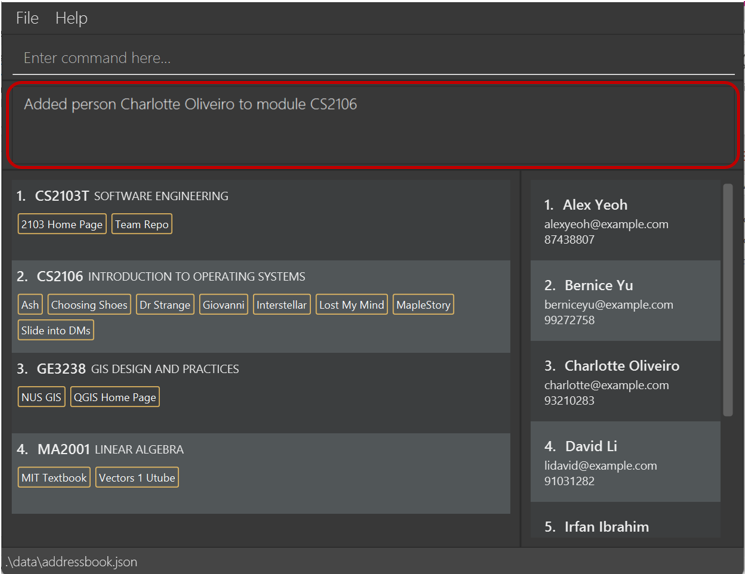 File Help
Enter command here...
Added person Charlotte Oliveiro to module CS2106
1. CS2103T SOFTWARE ENGINEERING
2103 Home Page Team Repo
2. CS2106 INTRODUCTION TO OPERATING SYSTEMS
Ash Choosing Shoes Dr Strange Giovanni Interstellar Lost My Mind MapleStory
Slide into DMs
3. GE3238 GIS DESIGN AND PRACTICES
NUS GIS QGIS Home Page
4. MA2001 LINEAR ALGEBRA
MIT Textbook Vectors 1 Utube
1. Alex Yeoh
alexyeoh@example.com
87438807
2. Bernice Yu
berniceyu@example.com
99272758
3. Charlotte Oliveiro
charlotte@example.com
93210283
4. David Li
lidavid@example.com
91031282
5. Irfan Ibrahim
.\data\addressbook.json